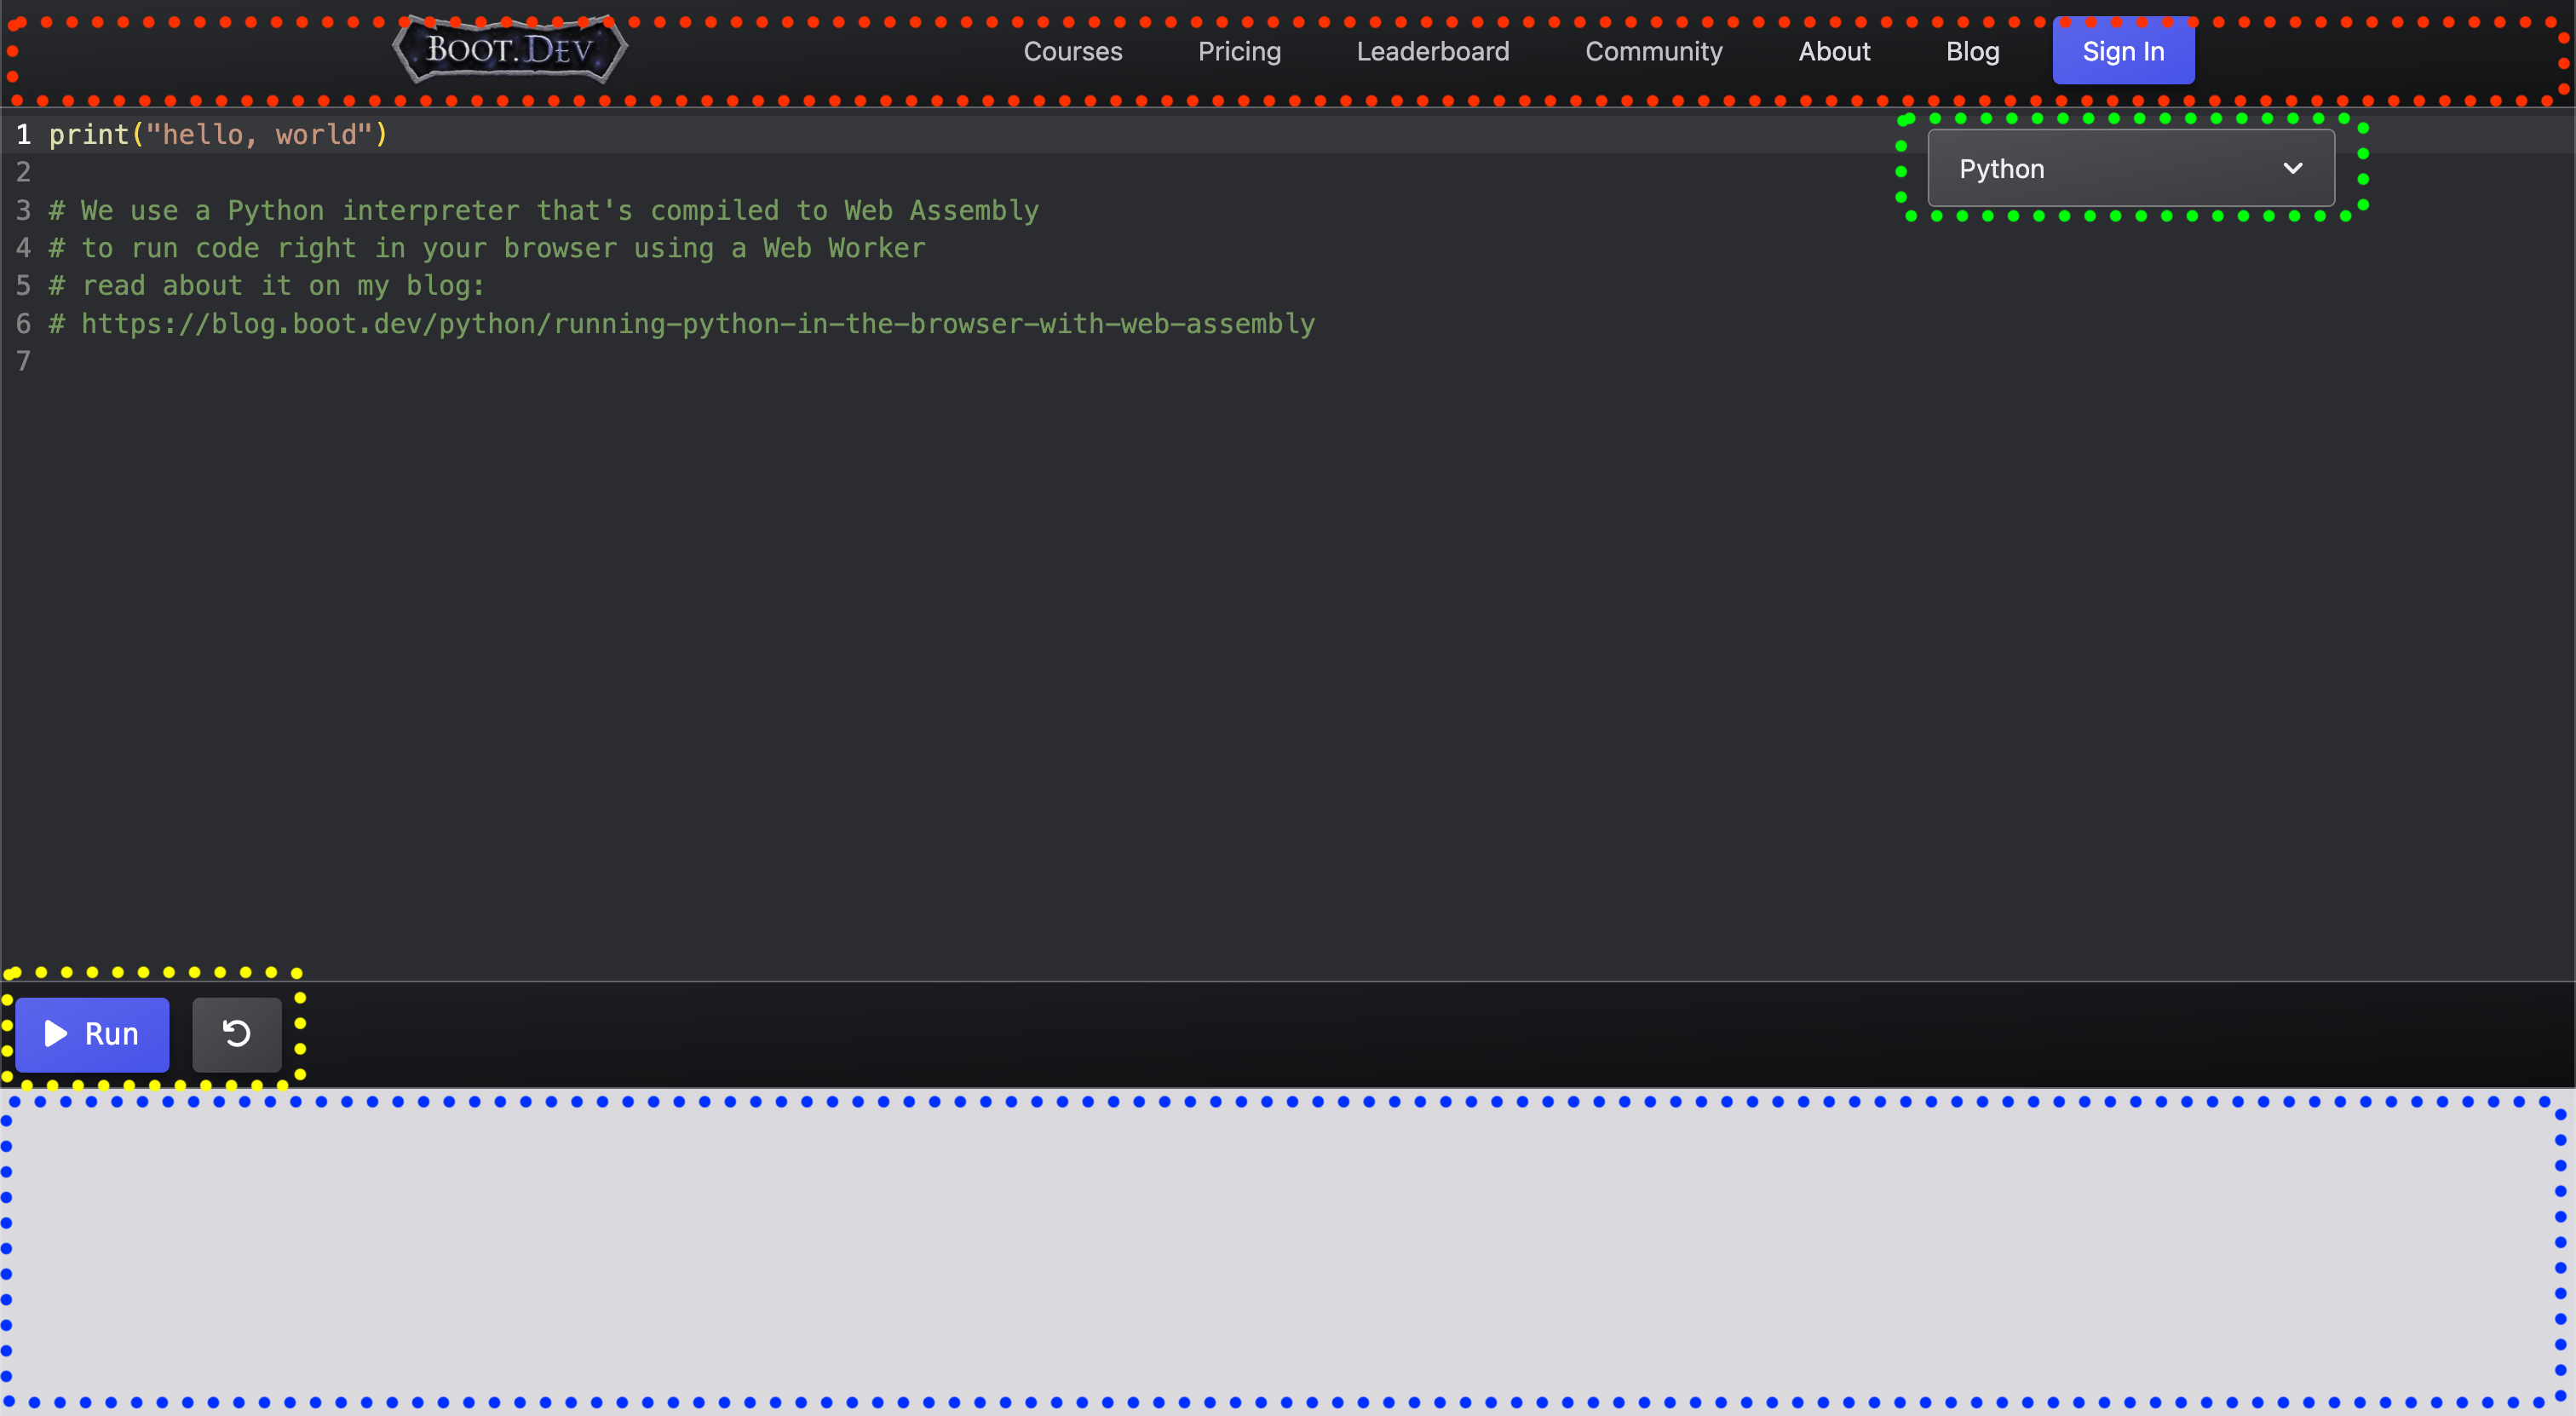 BOOT.DEV Courses Pricing Leaderboard Community About Blog Sign In
1 print("hello, world")
Python
2
3 # We use a Python interpreter that's compiled to Web Assembly
4 # to run code right in your browser using a Web Worker
5 # read about it on my blog:
6 # https://blog.boot.dev/python/running-python-in-the-browser-with-web-assembly
7
Run